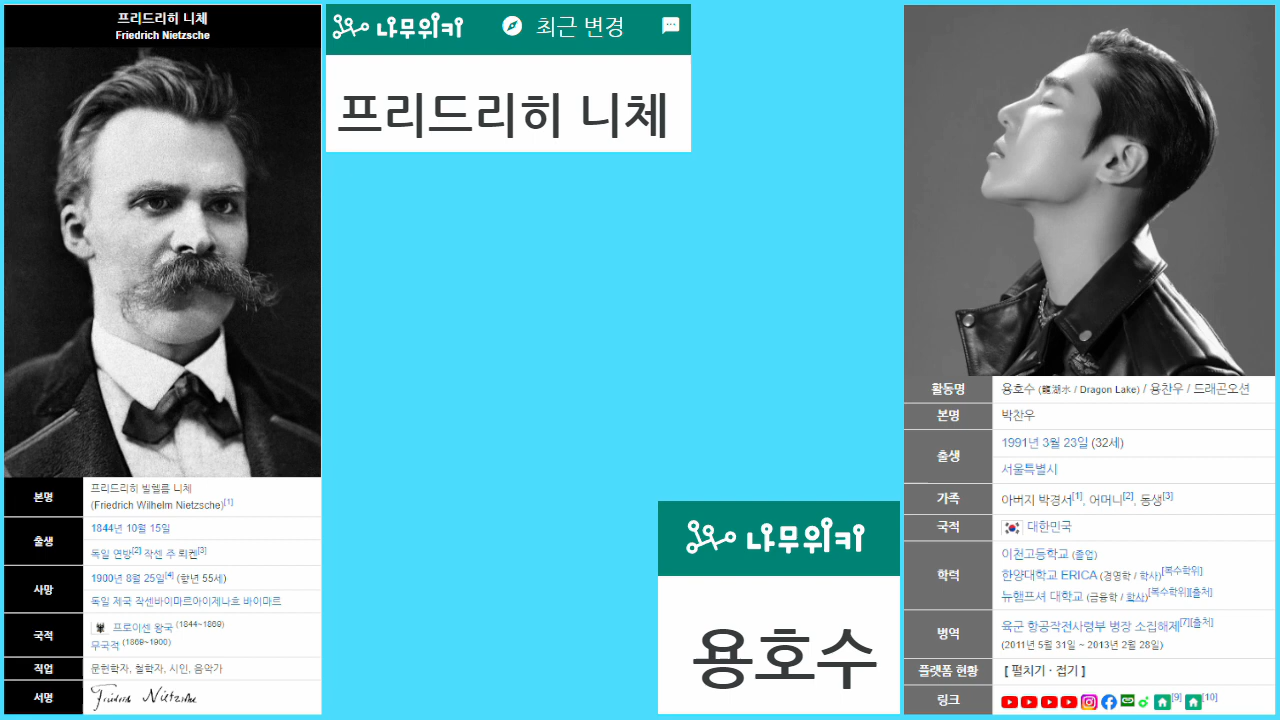 프리드리히 니체
Friedrich Nietzsche
본명
프리드리히 빌헬름 니체
(Friedrich Wilhelm Nietzsche)[1]
출생
1844년 10월 15일
독일 연방[2] 작센 주 뢰켄[3]
사망
1900년 8월 25일[4] (향년 55세)
독일 제국 작센바이마르아이제나흐 바이마르
국적
프로이센 왕국 (1844~1869)
무국적 (1869~1900)
직업
문헌학자, 철학자, 시인, 음악가
서명
Friedrich Nietzsche
나무위키 최근 변경
프리드리히 니체
나무위키
용호수
활동명
용호수 (龍湖水 / Dragon Lake) / 용찬우 / 드래곤오션
본명
박찬우
출생
1991년 3월 23일 (32세)
서울특별시
가족
아버지 박경서[1], 어머니[2], 동생[3]
국적
대한민국
학력
이천고등학교 (졸업)
한양대학교 ERICA (경영학 / 학사)[복수학위]
뉴햄프셔 대학교 (금융학 / 학사)[복수학위][출처]
병역
육군 항공작전사령부 병장 소집해제[7][출처]
(2011년 5월 31일 ~ 2013년 2월 28일)
플랫폼 현황
[ 펼치기 · 접기 ]
링크
[9] [10]